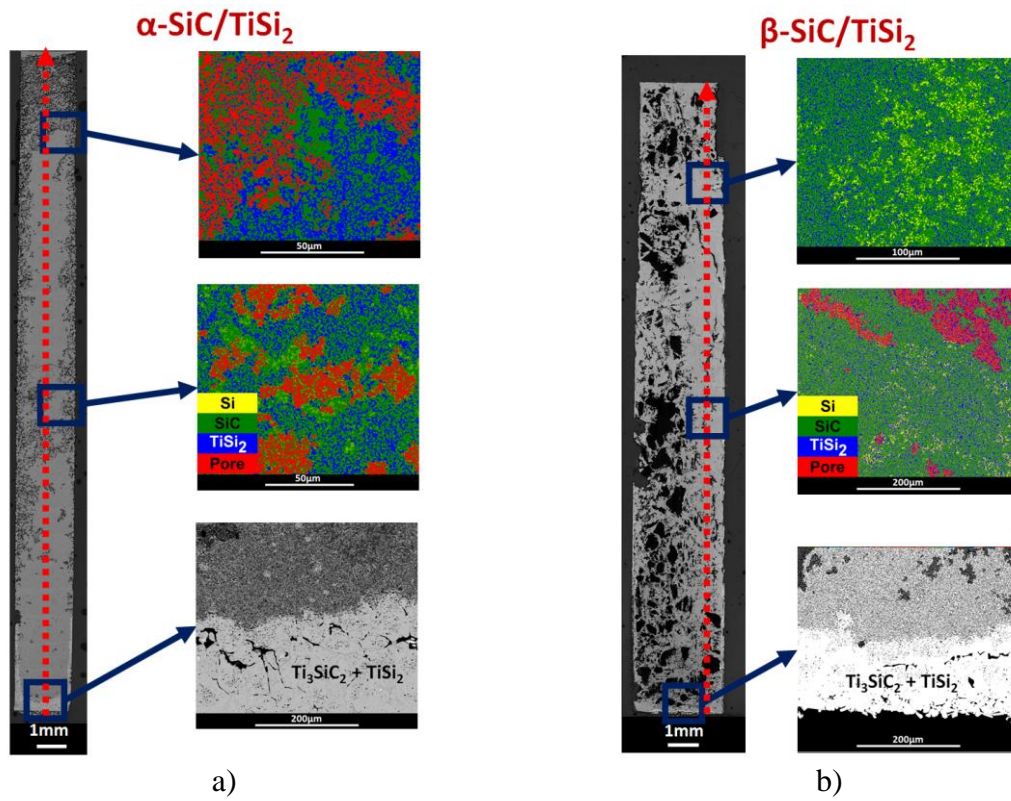 α-SiC/TiSi₂
50μm
Si
SiC
TiSi₂
Pore
50μm
Ti₃SiC₂ + TiSi₂
200μm
1mm
a)
β-SiC/TiSi₂
100μm
Si
SiC
TiSi₂
Pore
200μm
Ti₃SiC₂ + TiSi₂
200μm
1mm
b)